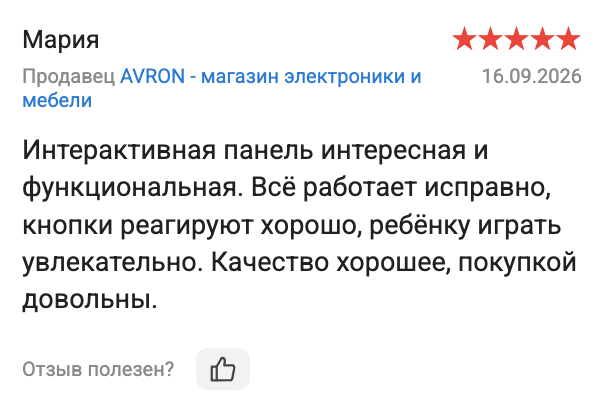 Мария
Продавец AVRON - магазин электроники и 16.09.2026
мебели
Интерактивная панель интересная и
функциональная. Всё работает исправно,
кнопки реагируют хорошо, ребёнку играть
увлекательно. Качество хорошее, покупкой
довольны.
Отзыв полезен?